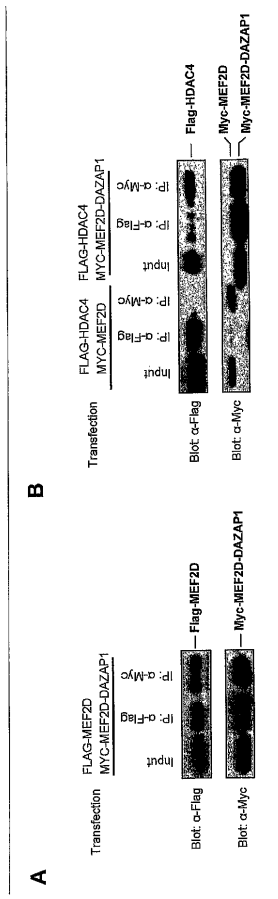 A
Transfection
FLAG-MEF2D
MYC-MEF2D-DAZAP1
Input
IP: α-Flag
IP: α-Myc
Blot: α-Flag
Flag-MEF2D
Blot: α-Myc
Myc-MEF2D-DAZAP1
B
Transfection
FLAG-HDAC4
MYC-MEF2D
FLAG-HDAC4
MYC-MEF2D-DAZAP1
Input
IP: α-Flag
IP: α-Myc
Input
IP: α-Flag
IP: α-Myc
Blot: α-Flag
Flag-HDAC4
Blot: α-Myc
Myc-MEF2D
Myc-MEF2D-DAZAP1